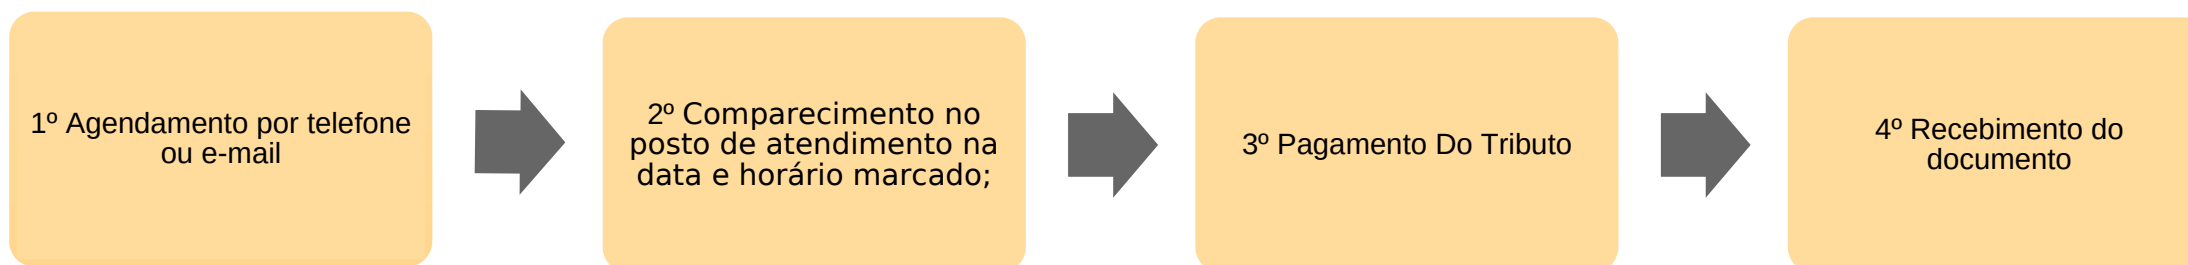 1º Agendamento por telefone
ou e-mail
2º Comparecimento no
posto de atendimento na
data e horário marcado;
3º Pagamento Do Tributo
4º Recebimento do
documento